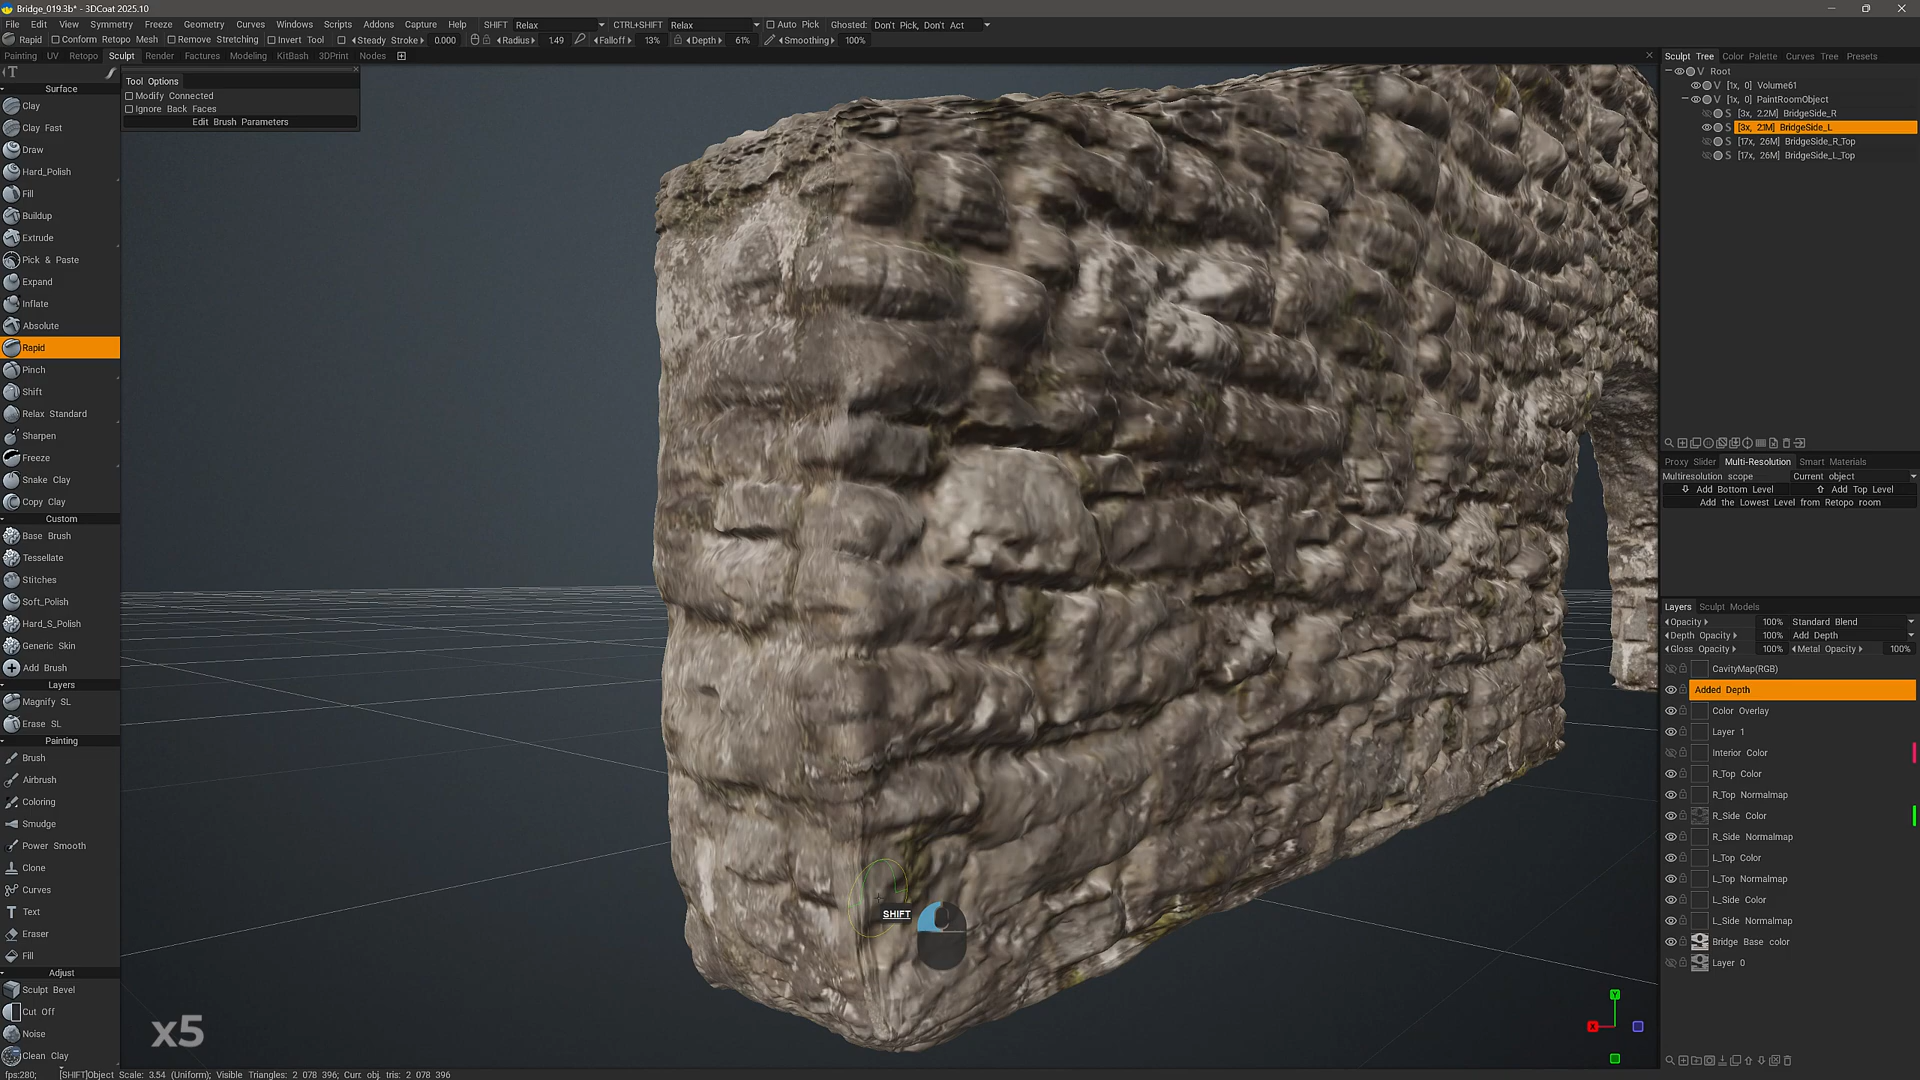 Bridge_019.3b* - 3DCoat 2025.10
File Edit View Symmetry Freeze Geometry Curves Windows Scripts Addons Capture Help SHIFT Relax CTRL+SHIFT Relax Auto Pick Ghosted: Don't Pick, Don't Act
Rapid Conform Retopo Mesh Remove Stretching Invert Tool Steady Stroke 0.000 Radius 1.49 Falloff 13% Depth 61% Smoothing 100%
Painting UV Retopo Sculpt Render Factures Modeling KitBash 3DPrint Nodes
Surface
Clay
Clay Fast
Draw
Hard_Polish
Fill
Buildup
Extrude
Pick & Paste
Expand
Inflate
Absolute
Rapid
Pinch
Shift
Relax Standard
Sharpen
Freeze
Snake Clay
Copy Clay
Custom
Base Brush
Tessellate
Stitches
Soft_Polish
Hard_S_Polish
Generic Skin
Add Brush
Layers
Magnify SL
Erase SL
Painting
Brush
Airbrush
Coloring
Smudge
Power Smooth
Clone
Curves
Text
Eraser
Fill
Adjust
Sculpt Bevel
Cut Off
Noise
Clean Clay
Tool Options
Modify Connected
Ignore Back Faces
Edit Brush Parameters
SHIFT
x5
Y
X
Sculpt Tree Color Palette Curves Tree Presets
V Root
V [1x, 0] Volume61
V [1x, 0] PaintRoomObject
S [3x, 2.2M] BridgeSide_R
S [3x, 2.1M] BridgeSide_L
S [17x, 26M] BridgeSide_R_Top
S [17x, 26M] BridgeSide_L_Top
Proxy Slider Multi-Resolution Smart Materials
Multiresolution scope Current object
Add Bottom Level Add Top Level
Add the Lowest Level from Retopo room
Layers Sculpt Models
Opacity 100% Standard Blend
Depth Opacity 100% Add Depth
Gloss Opacity 100% Metal Opacity 100%
CavityMap(RGB)
Added Depth
Color Overlay
Layer 1
Interior Color
R_Top Color
R_Top Normalmap
R_Side Color
R_Side Normalmap
L_Top Color
L_Top Normalmap
L_Side Color
L_Side Normalmap
Bridge Base color
Layer 0
fps:280; [SHIFT]Object Scale: 3.54 (Uniform); Visible Triangles: 2 078 396; Curr. obj. tris: 2 078 396